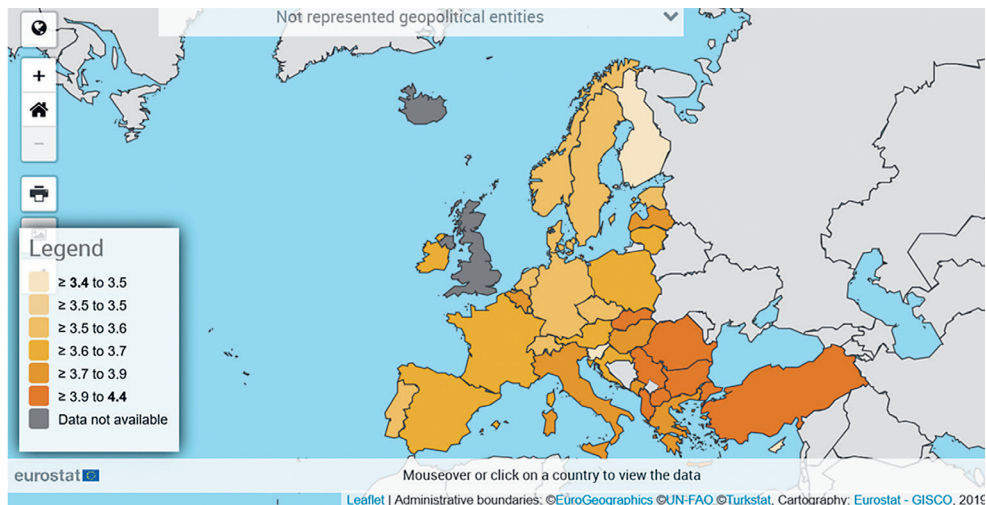 Not represented geopolitical entities
+
−
Legend
≥ 3.4 to 3.5
≥ 3.5 to 3.5
≥ 3.5 to 3.6
≥ 3.6 to 3.7
≥ 3.7 to 3.9
≥ 3.9 to 4.4
Data not available
eurostat
Mouseover or click on a country to view the data
Leaflet | Administrative boundaries: ©EuroGeographics ©UN-FAO ©Turkstat, Cartography: Eurostat - GISCO, 2019